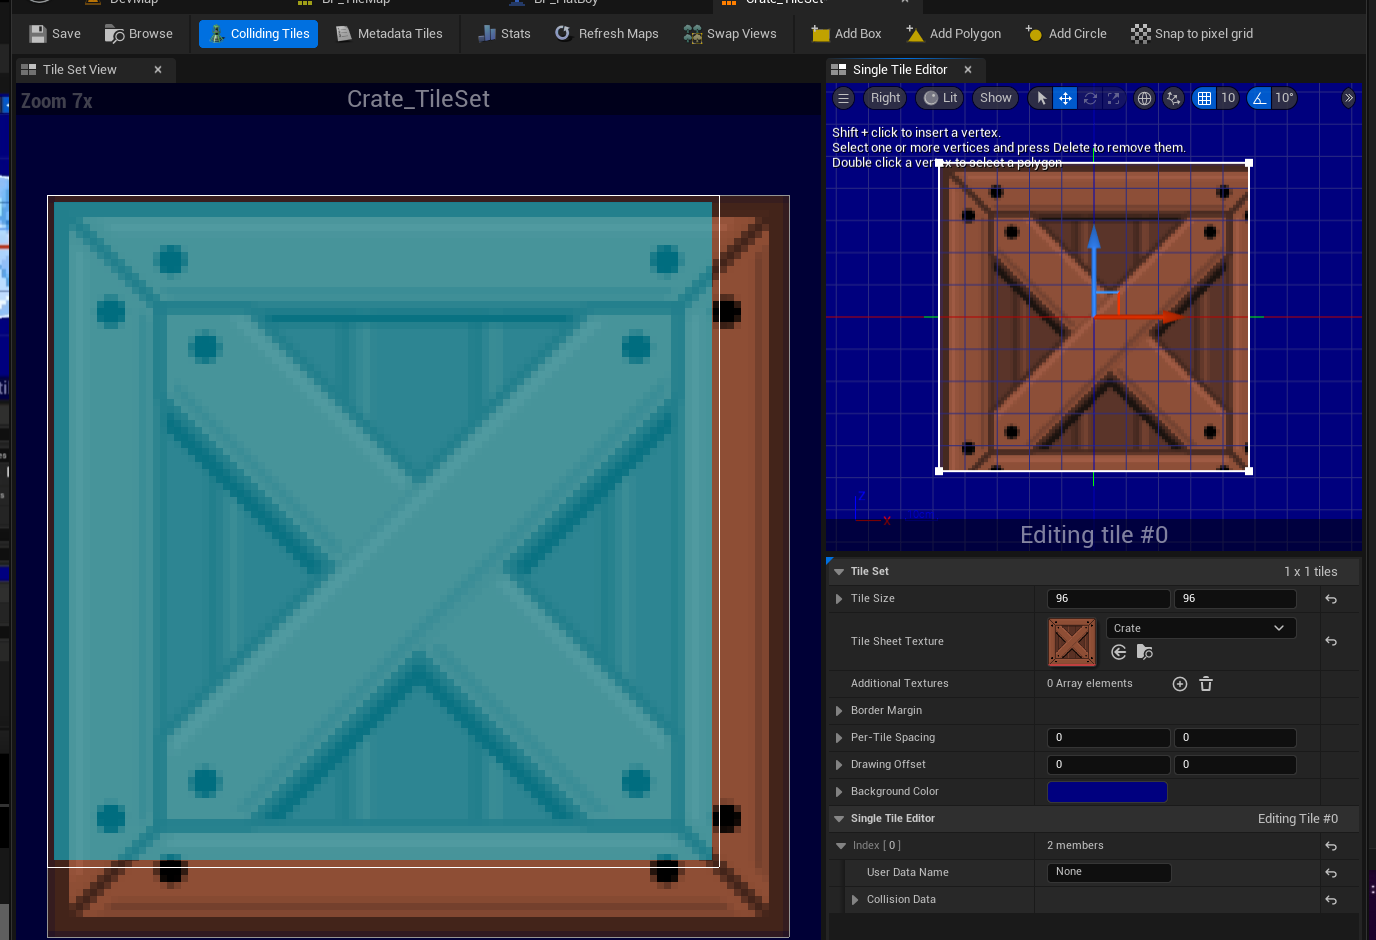 DevMap
BP_TileMap
BP_FlatBoy
Crate_TileSet
Save
Browse
Colliding Tiles
Metadata Tiles
Stats
Refresh Maps
Swap Views
Add Box
Add Polygon
Add Circle
Snap to pixel grid
Tile Set View
Single Tile Editor
Zoom 7x
Crate_TileSet
Right
Lit
Show
10
10°
Shift + click to insert a vertex.
Select one or more vertices and press Delete to remove them.
Double click a vertex to select a polygon
Z
X
Editing tile #0
Tile Set
1 x 1 tiles
Tile Size
96
96
Tile Sheet Texture
Crate
Additional Textures
0 Array elements
Border Margin
Per-Tile Spacing
0
0
Drawing Offset
0
0
Background Color
Single Tile Editor
Editing Tile #0
Index [ 0 ]
2 members
User Data Name
None
Collision Data